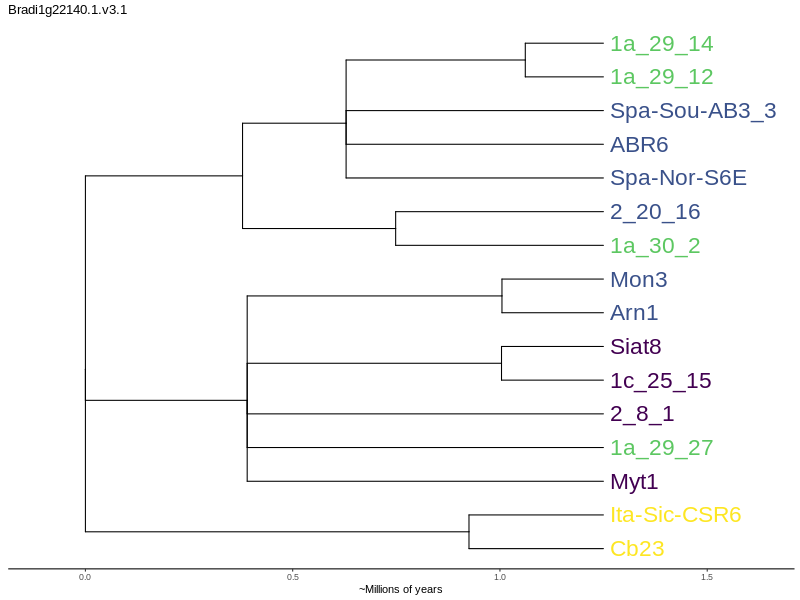 Bradi1g22140.1.v3.1
1a_29_14
1a_29_12
Spa-Sou-AB3_3
ABR6
Spa-Nor-S6E
2_20_16
1a_30_2
Mon3
Arn1
Siat8
1c_25_15
2_8_1
1a_29_27
Myt1
Ita-Sic-CSR6
Cb23
0.0 0.5 1.0 1.5
~Millions of years